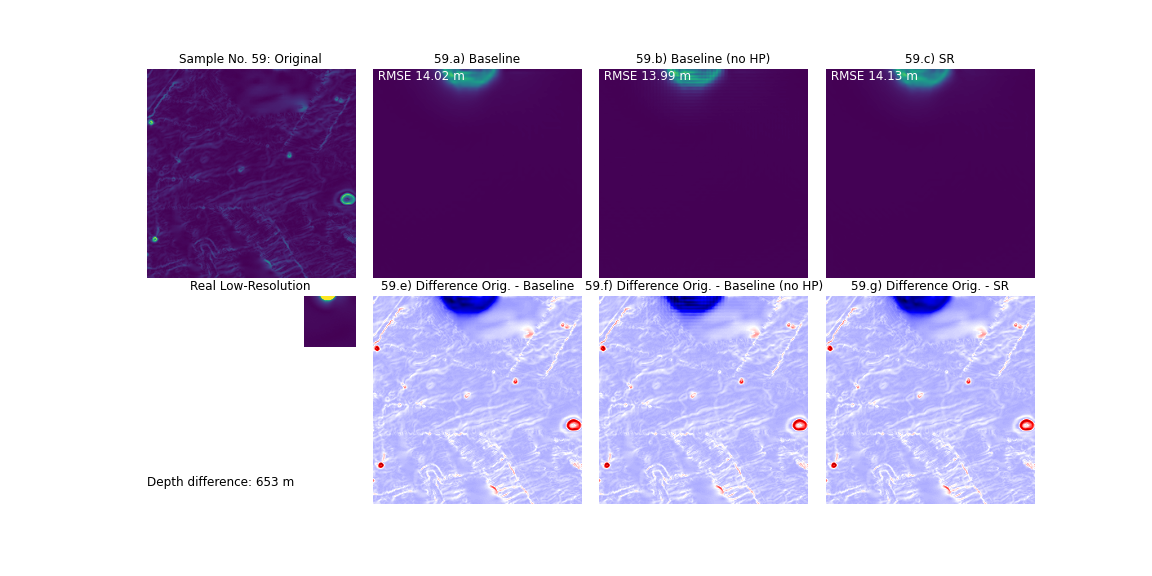 Sample No. 59: Original
59.a) Baseline
59.b) Baseline (no HP)
59.c) SR
RMSE 14.02 m
RMSE 13.99 m
RMSE 14.13 m
Real Low-Resolution
59.e) Difference Orig. - Baseline
59.f) Difference Orig. - Baseline (no HP)
59.g) Difference Orig. - SR
Depth difference: 653 m